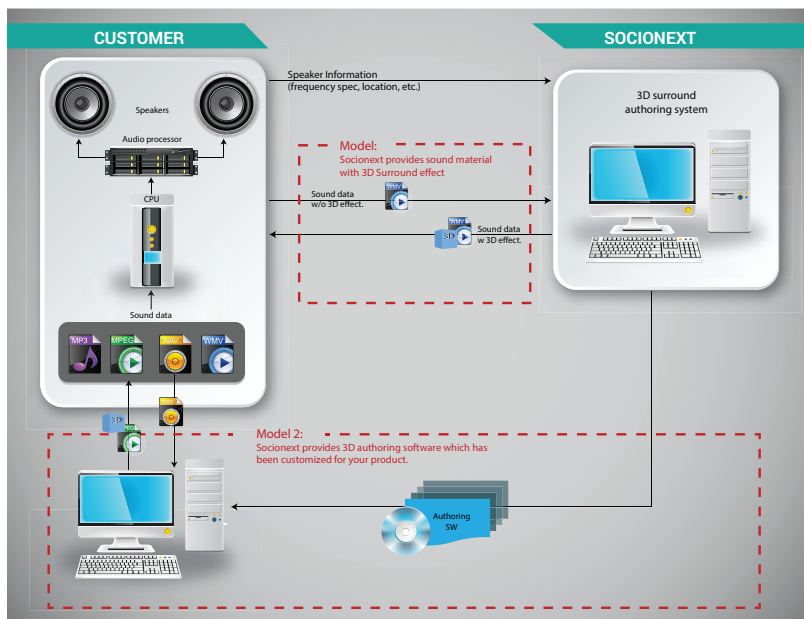 CUSTOMER
SOCIONEXT
Speaker Information
(frequency spec, location, etc.)
Speakers
Audio processor
CPU
Sound data
MP3
MPEG
WAV
WMV
3D surround
authoring system
Model:
Socionext provides sound material
with 3D Surround effect
Sound data
w/o 3D effect.
WMV
WMV
3D
Sound data
w 3D effect.
3D
Model 2:
Socionext provides 3D authoring software which has
been customized for your product.
Authoring
SW